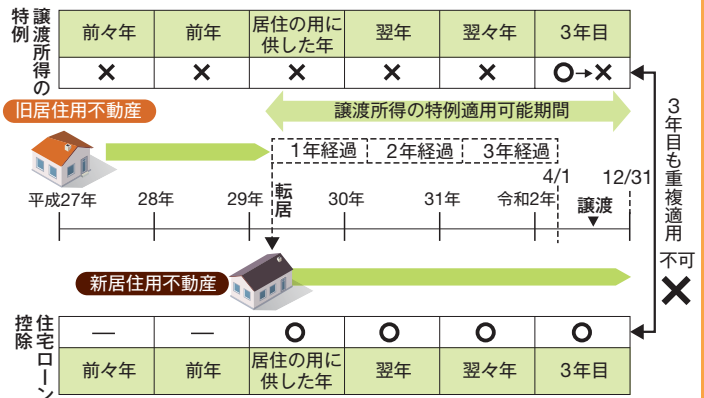 譲渡所得の
特例
前々年 前年 居住の用に
供した年 翌年 翌々年 3年目
× × × × × ○→×
旧居住用不動産
譲渡所得の特例適用可能期間
1年経過 2年経過 3年経過
4/1 12/31
平成27年 28年 29年 転居 30年 31年 令和2年 譲渡
新居住用不動産
3年目も重複適用
不可
×
住宅ローン
控除
― ― ○ ○ ○ ○
前々年 前年 居住の用に
供した年 翌年 翌々年 3年目